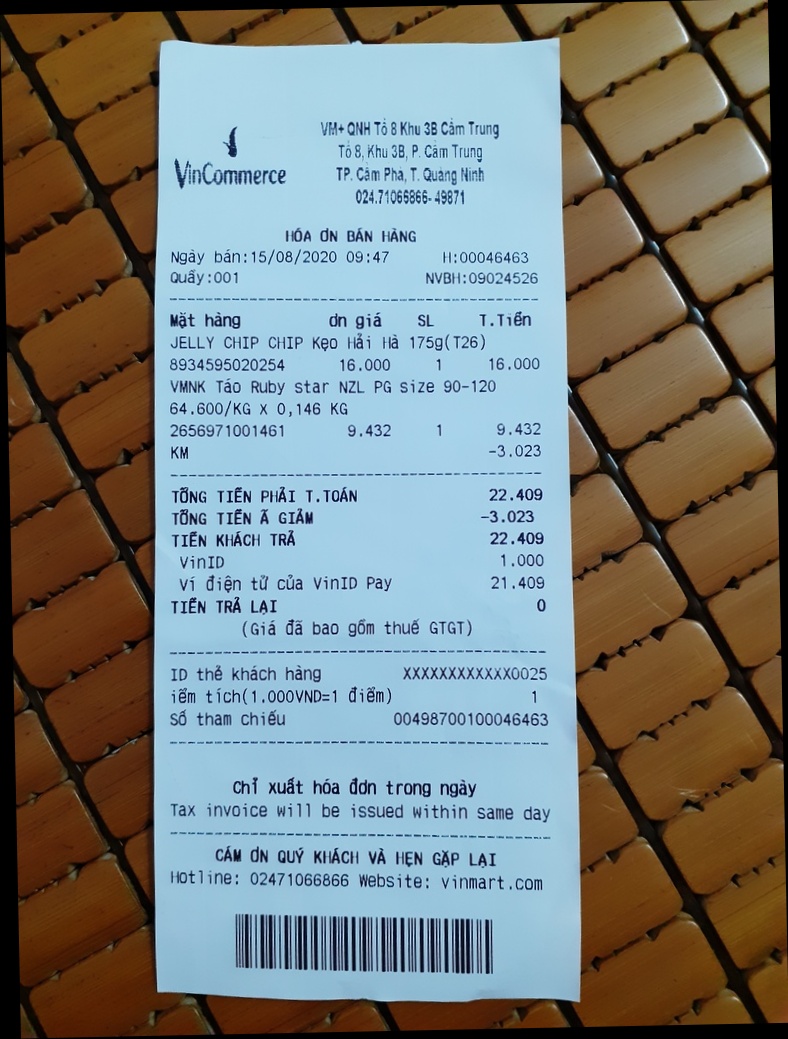 VinCommerce
VM+ QNH Tổ 8 Khu 3B Cẩm Trung
Tổ 8, Khu 3B, P. Cẩm Trung
TP. Cẩm Phả, T. Quảng Ninh
024.71066866- 49871
HÓA ƠN BÁN HÀNG
Ngày bán:15/08/2020 09:47 H:00046463
Quầy:001 NVBH:09024526
Mặt hàng ơn giá SL T.Tiền
JELLY CHIP CHIP Kẹo Hải Hà 175g(T26)
8934595020254 16.000 1 16.000
VMNK Táo Ruby star NZL PG size 90-120
64.600/KG X 0,146 KG
2656971001461 9.432 1 9.432
KM -3.023
TỔNG TIỀN PHẢI T.TOÁN 22.409
TỔNG TIỀN Ã GIẢM -3.023
TIỀN KHÁCH TRẢ 22.409
VinID 1.000
Ví điện tử của VinID Pay 21.409
TIỀN TRẢ LẠI 0
(Giá đã bao gồm thuế GTGT)
ID thẻ khách hàng XXXXXXXXXXXX0025
iểm tích(1.000VND=1 điểm) 1
Số tham chiếu 00498700100046463
Chỉ xuất hóa đơn trong ngày
Tax invoice will be issued within same day
CÁM ƠN QUÝ KHÁCH VÀ HẸN GẶP LẠI
Hotline: 02471066866 Website: vinmart.com